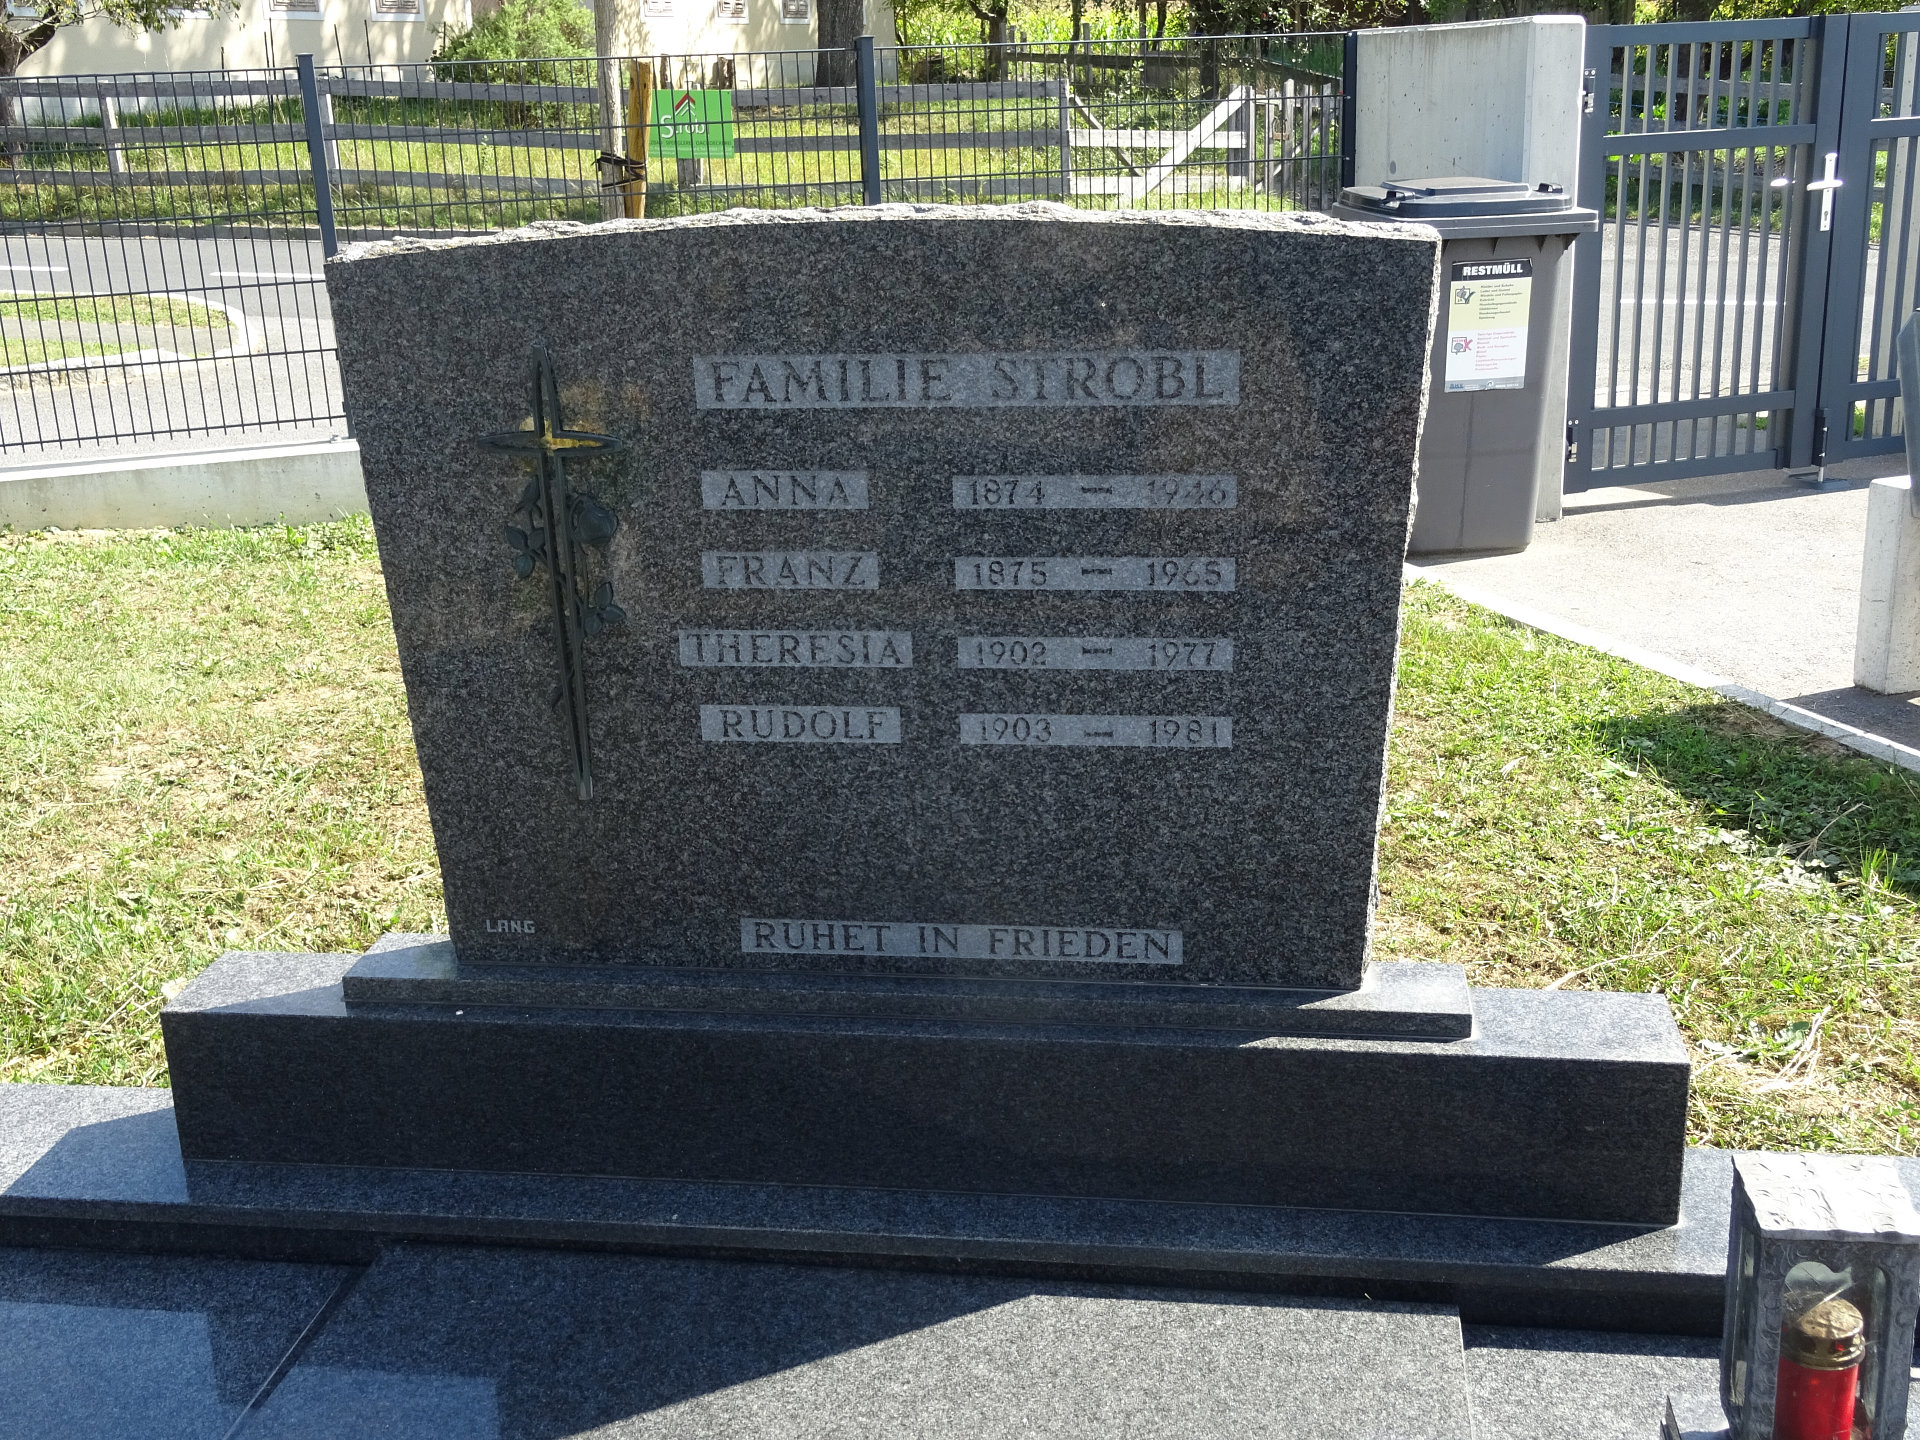 Strobl
RESTMÜLL
FAMILIE STROBL
ANNA 1874 – 1946
FRANZ 1875 – 1965
THERESIA 1902 – 1977
RUDOLF 1903 – 1981
LANG
RUHET IN FRIEDEN